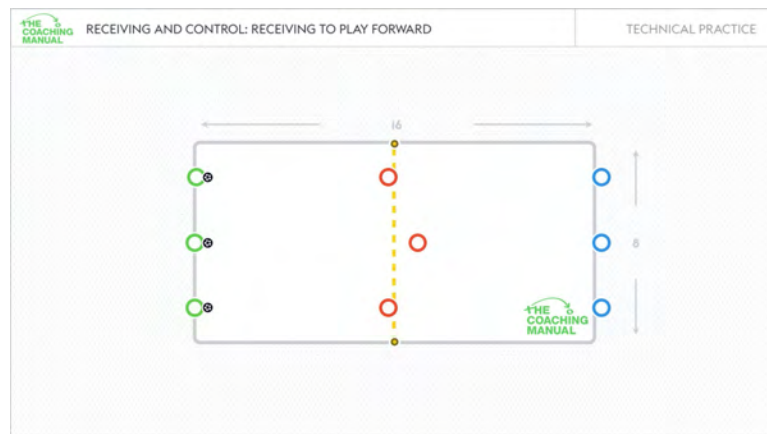 THE
COACHING
MANUAL
RECEIVING AND CONTROL: RECEIVING TO PLAY FORWARD
TECHNICAL PRACTICE
16
8
THE
COACHING
MANUAL